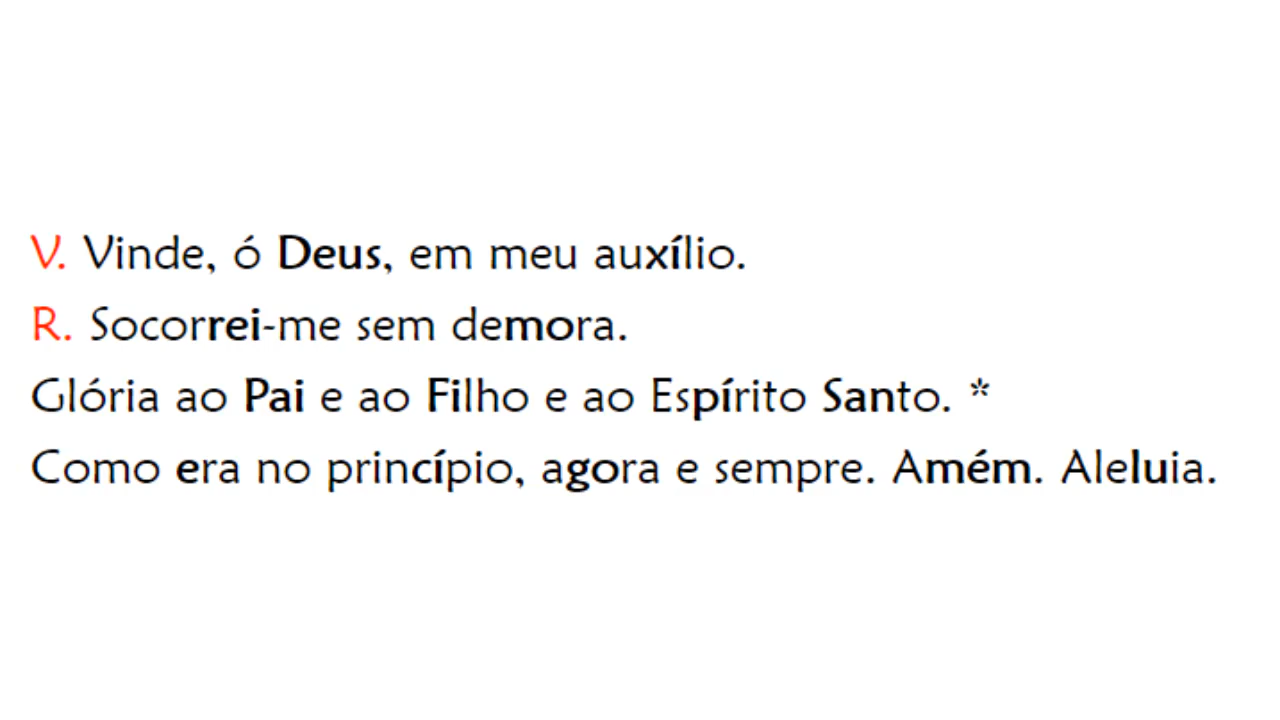 V. Vinde, ó Deus, em meu auxílio.
R. Socorrei-me sem demora.
Glória ao Pai e ao Filho e ao Espírito Santo. *
Como era no princípio, agora e sempre. Amém. Aleluia.